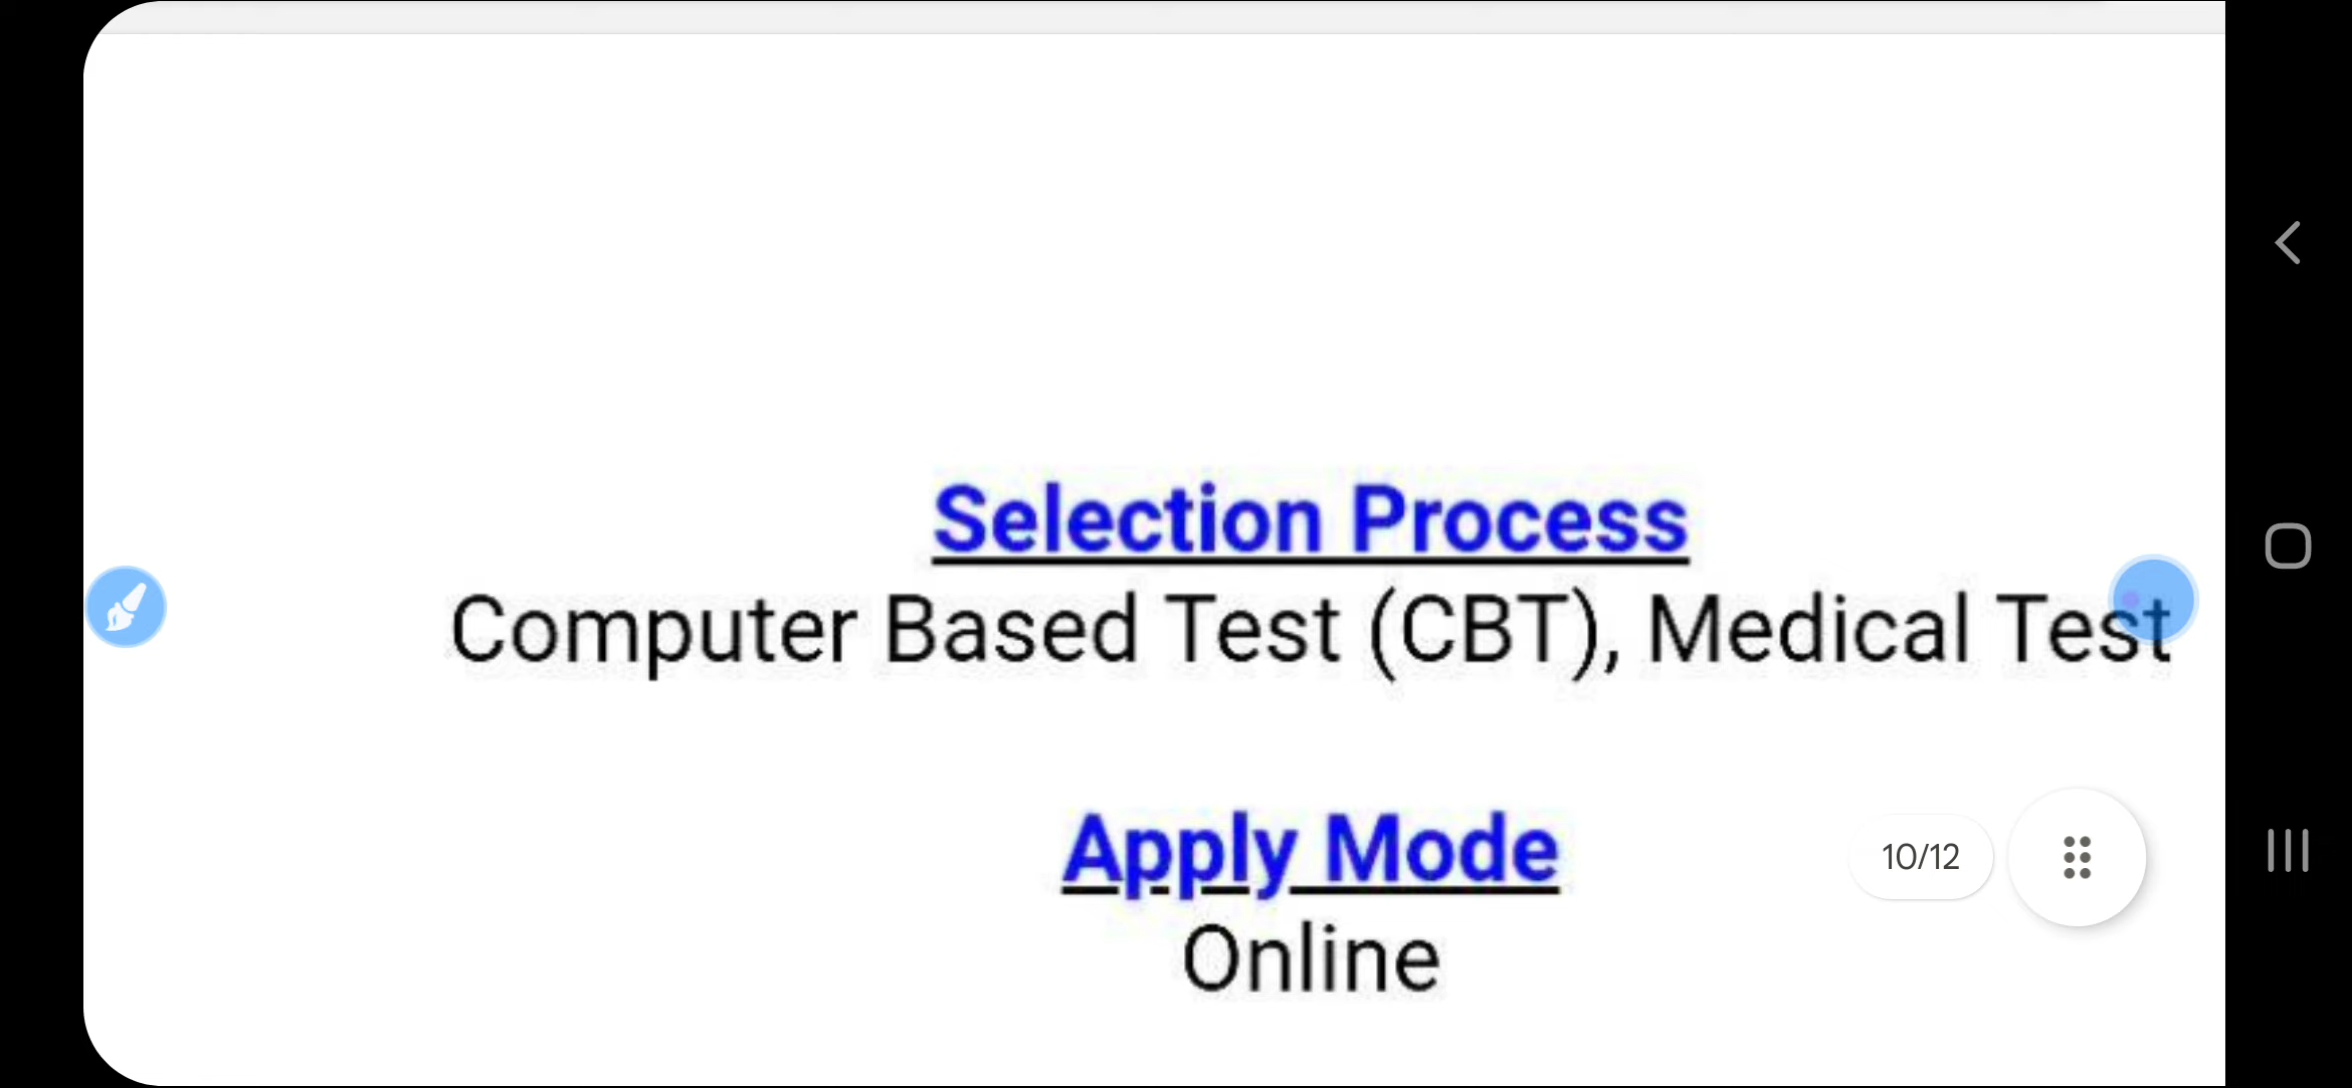 Selection Process
Computer Based Test (CBT), Medical Test
Apply Mode
10/12
Online